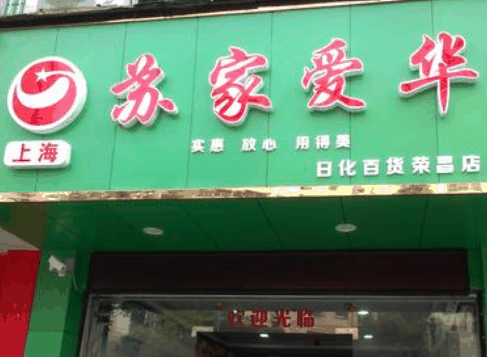 苏家爱华
上海
实惠 放心 用得美
日化百货荣昌店
欢迎光临